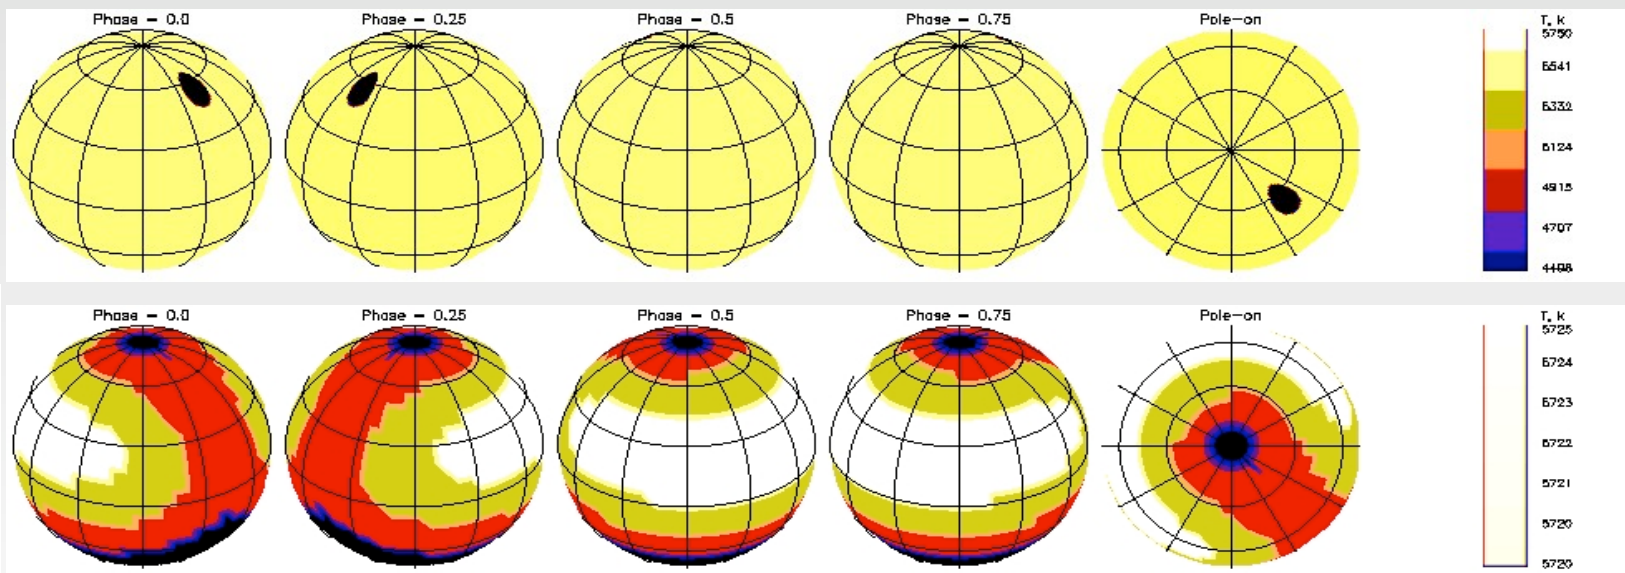 Phase - 0.0
Phase - 0.25
Phase - 0.5
Phase - 0.75
Pole-on
T, K
5750
5541
5332
5124
4915
4707
4498
Phase - 0.0
Phase - 0.25
Phase - 0.5
Phase - 0.75
Pole-on
T, K
5725
5724
5723
5722
5721
5720
5720